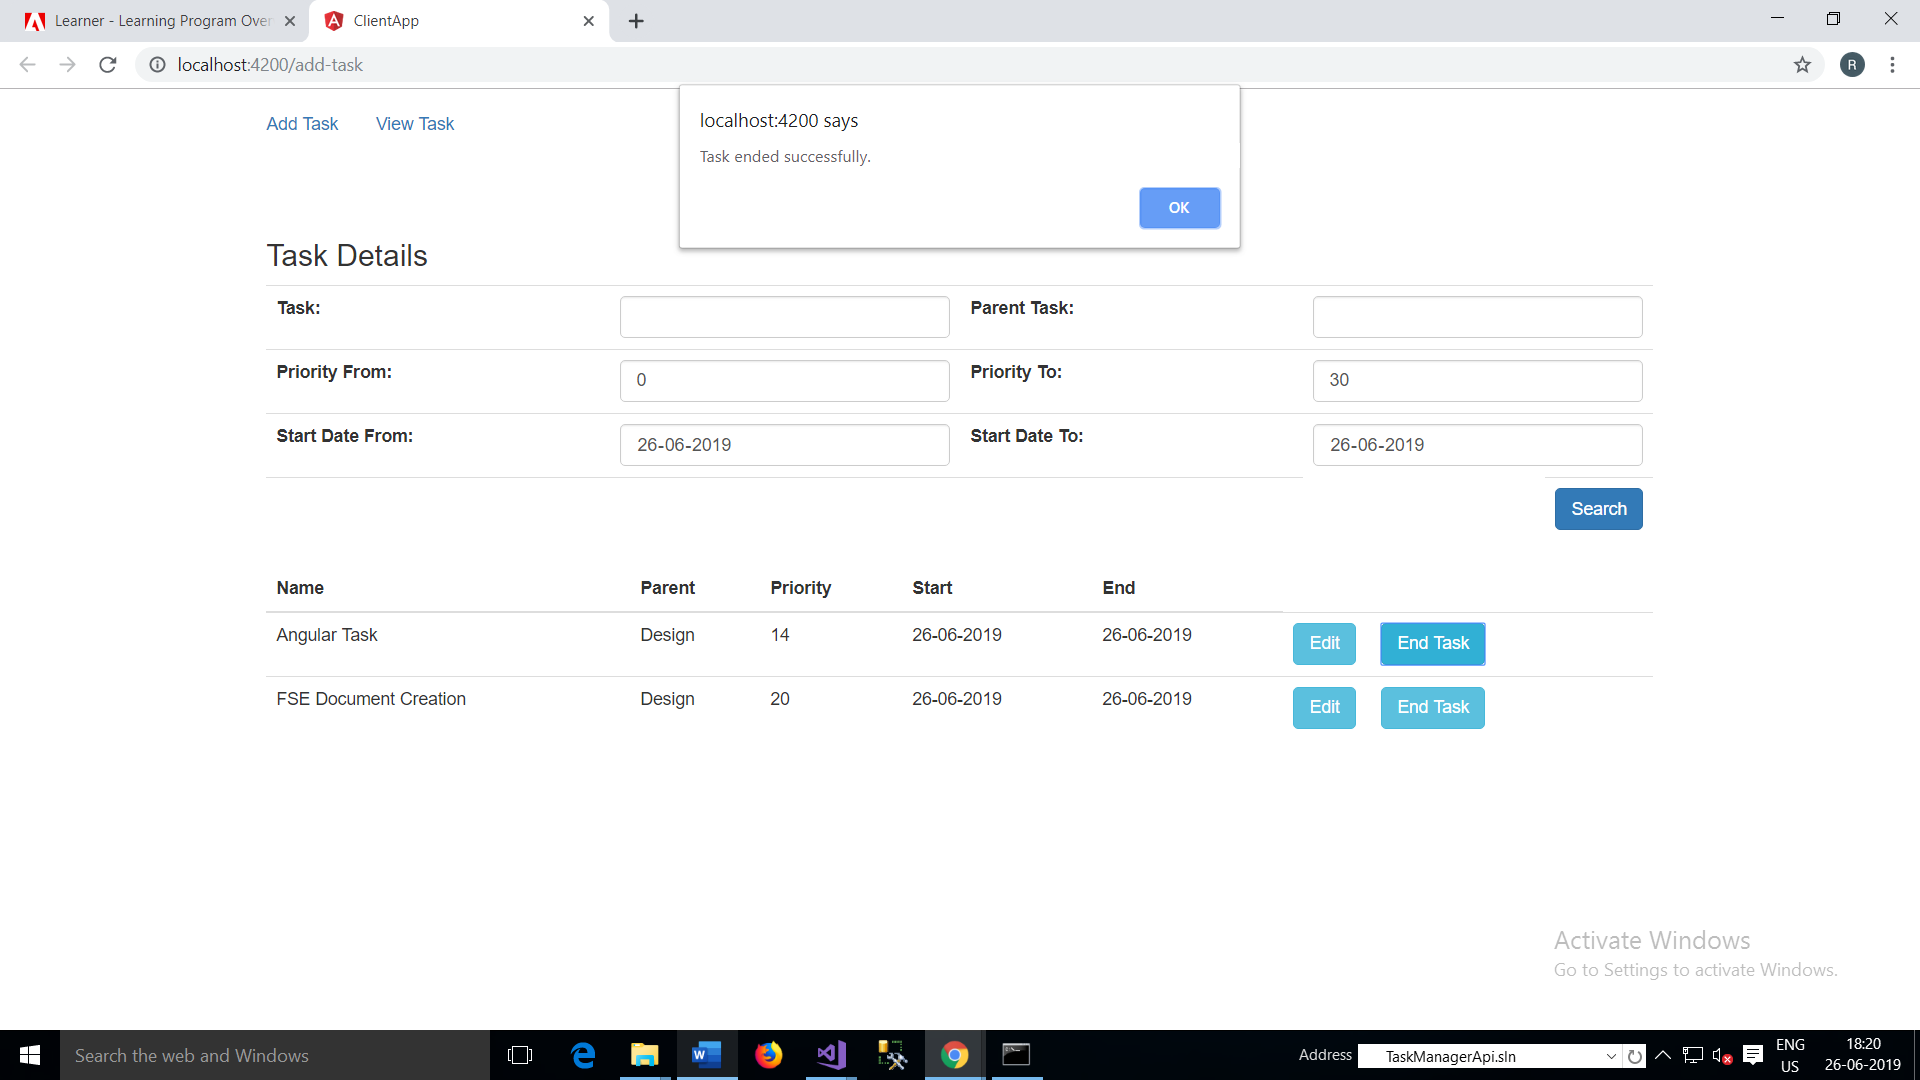 Learner - Learning Program Over
ClientApp
localhost:4200/add-task
R
Add Task View Task
localhost:4200 says
Task ended successfully.
OK
Task Details
Task: Parent Task:
Priority From: 0 Priority To: 30
Start Date From: 26-06-2019 Start Date To: 26-06-2019
Search
Name Parent Priority Start End
Angular Task Design 14 26-06-2019 26-06-2019 Edit End Task
FSE Document Creation Design 20 26-06-2019 26-06-2019 Edit End Task
Activate Windows
Go to Settings to activate Windows.
Search the web and Windows
Address TaskManagerApi.sln
ENG
US
18:20
26-06-2019